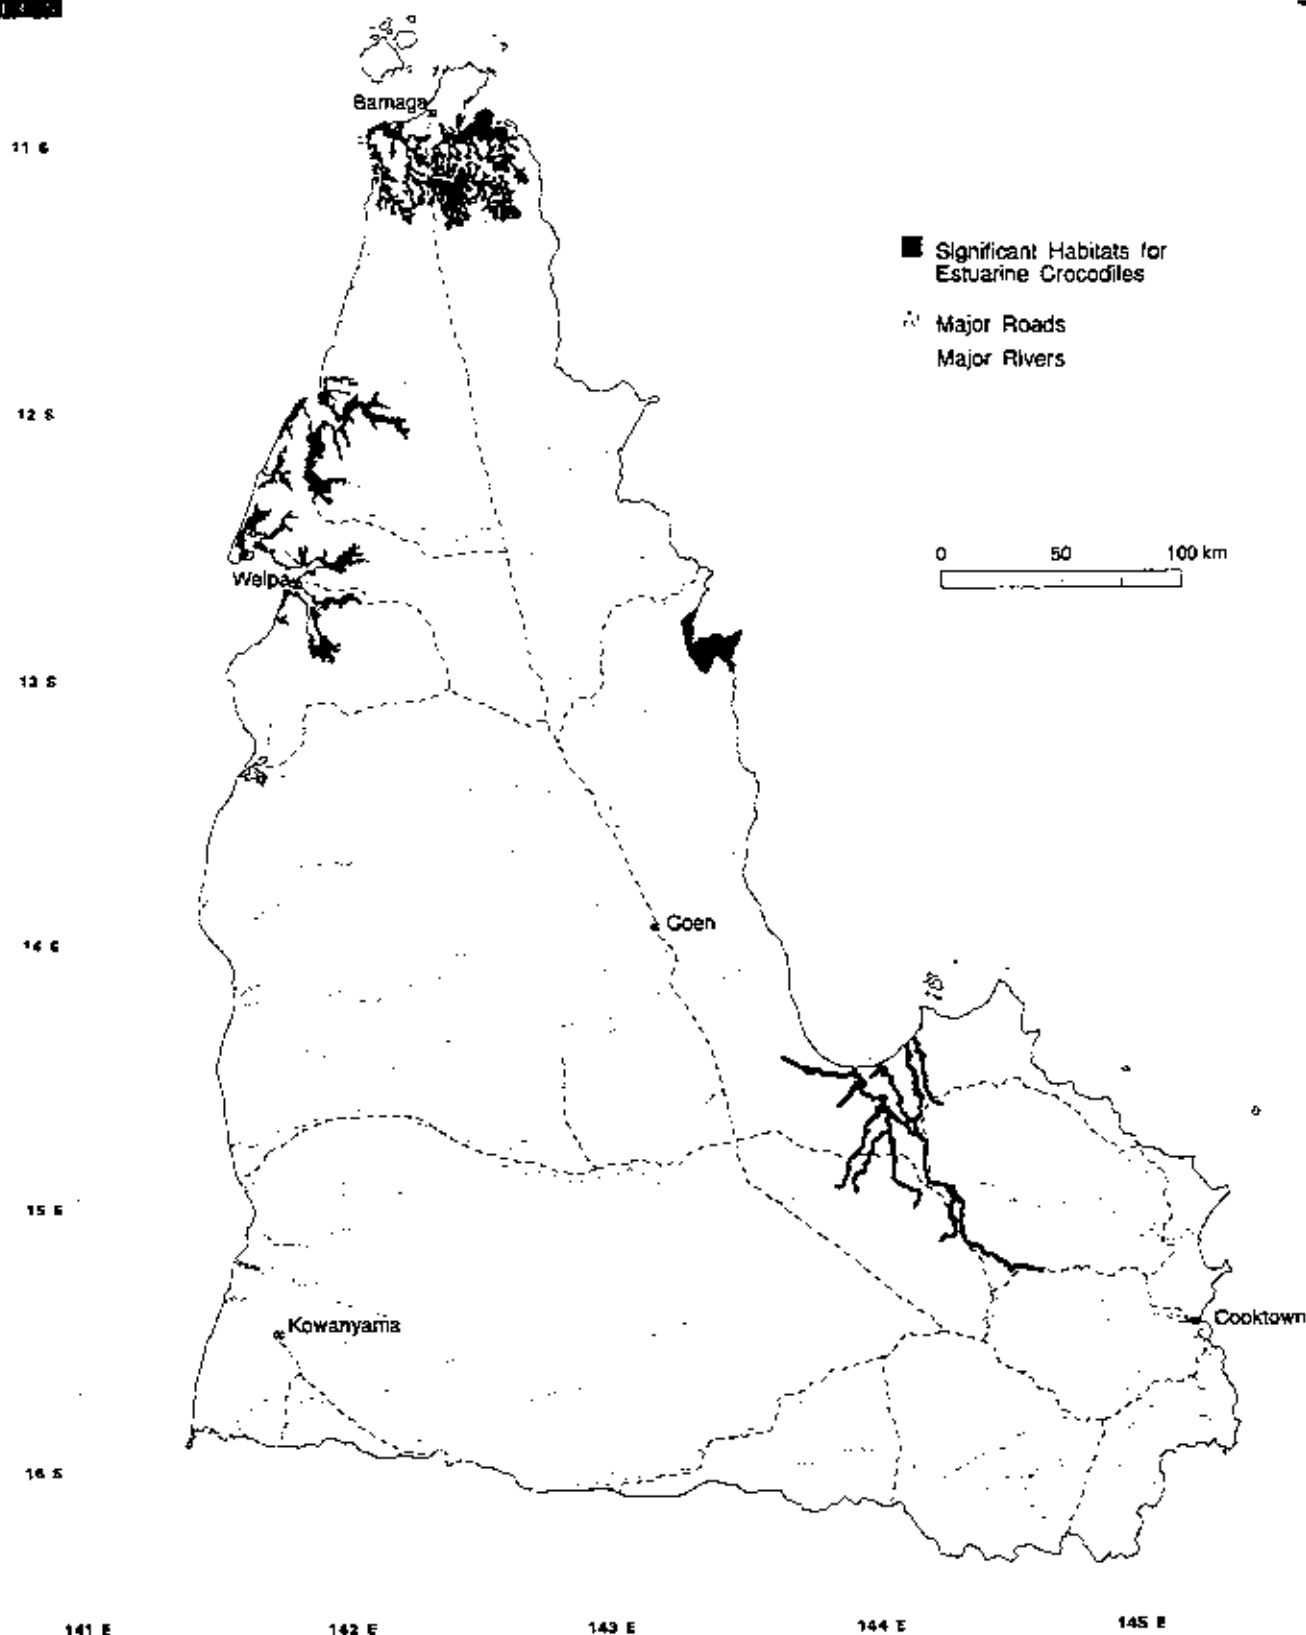 Bamaga
11 S
Significant Habitats for
Estuarine Crocodiles
Major Roads
Major Rivers
12 S
0 50 100 km
Weipa
13 S
Coen
14 S
15 S
Cooktown
Kowanyama
16 S
141 E 142 E 143 E 144 E 145 E